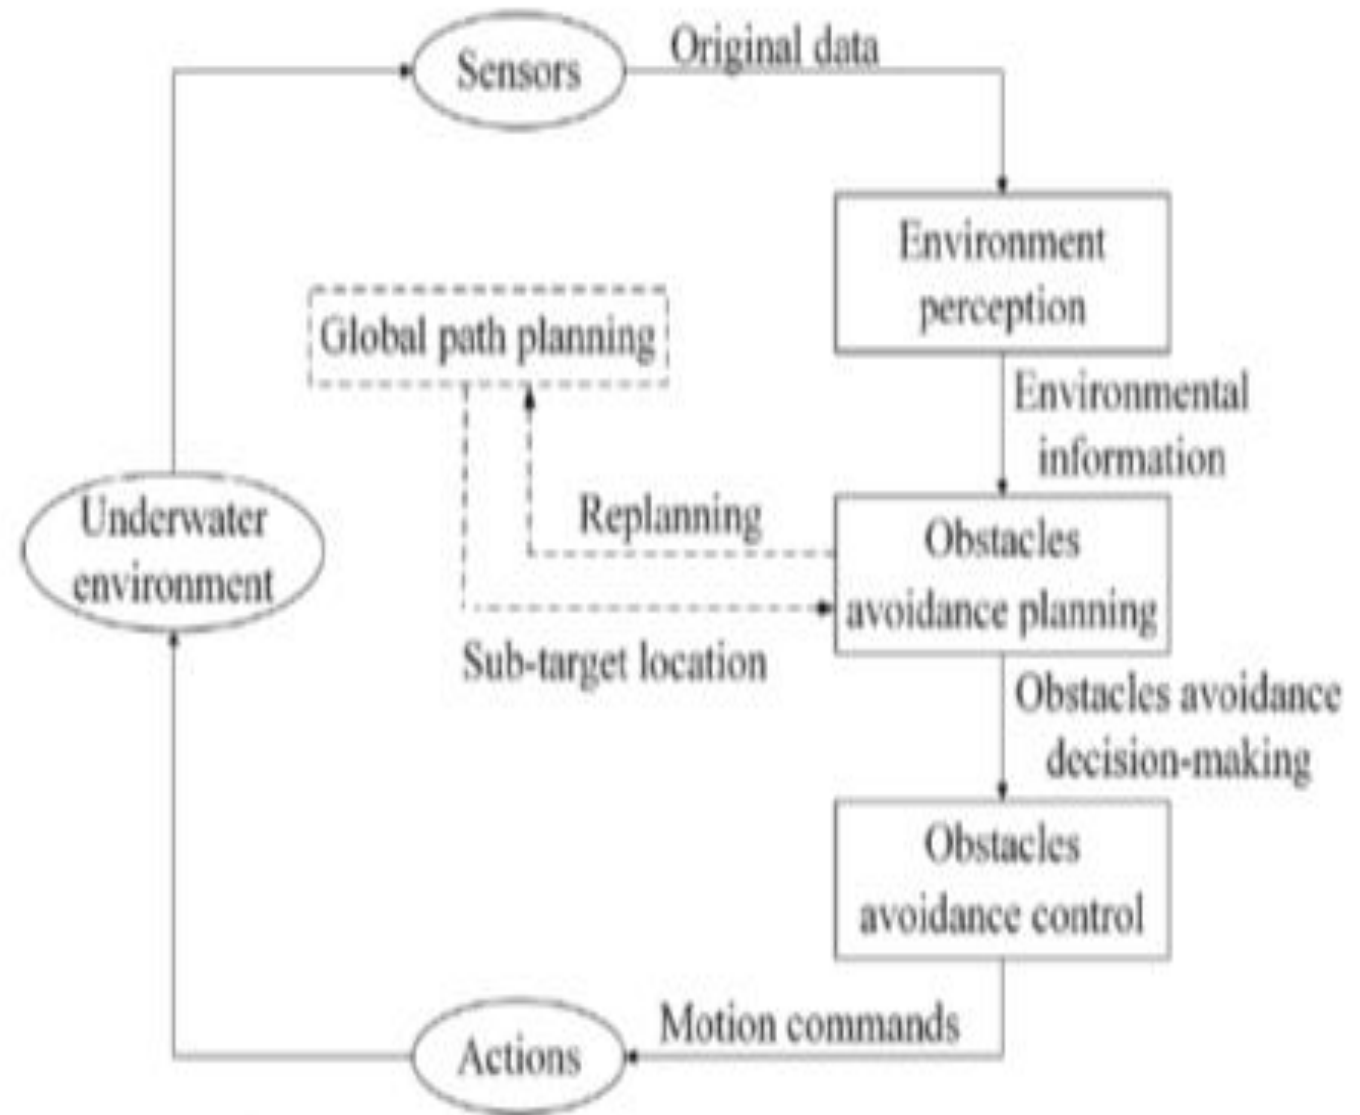 Sensors
Original data
Environment
perception
Global path planning
Environmental
information
Underwater
environment
Replanning
Obstacles
avoidance planning
Sub-target location
Obstacles avoidance
decision-making
Obstacles
avoidance control
Motion commands
Actions